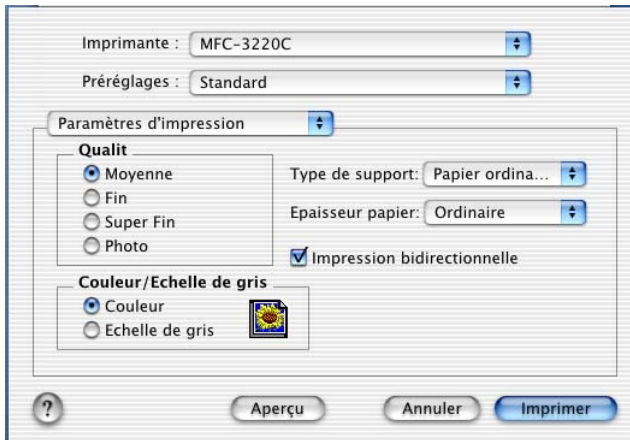 Imprimante : MFC-3220C
Préréglages : Standard
Paramètres d'impression
Qualit
Moyenne
Fin
Super Fin
Photo
Type de support: Papier ordina...
Epaisseur papier: Ordinaire
Impression bidirectionnelle
Couleur/Echelle de gris
Couleur
Echelle de gris
? Aperçu Annuler Imprimer